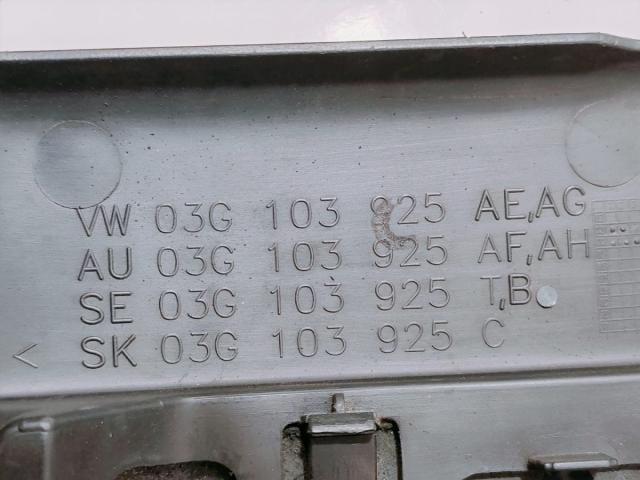 VW 03G 103 925 AE,AG
AU 03G 103 925 AF,AH
SE 03G 103 925 T,B
< SK 03G 103 925 C